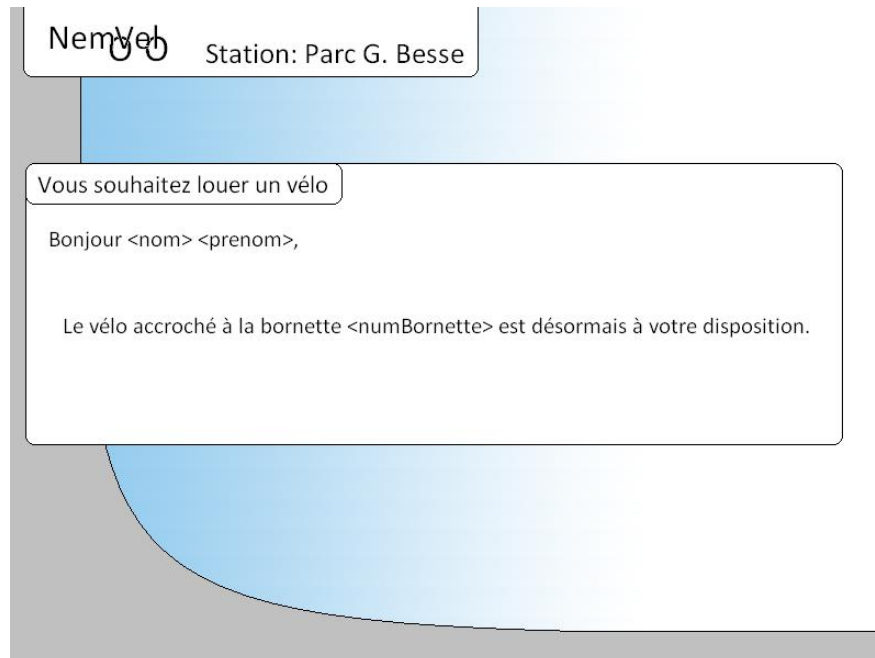 NemVel
Station: Parc G. Besse
Vous souhaitez louer un vélo
Bonjour <nom> <prenom>,
Le vélo accroché à la bornette <numBornette> est désormais à votre disposition.